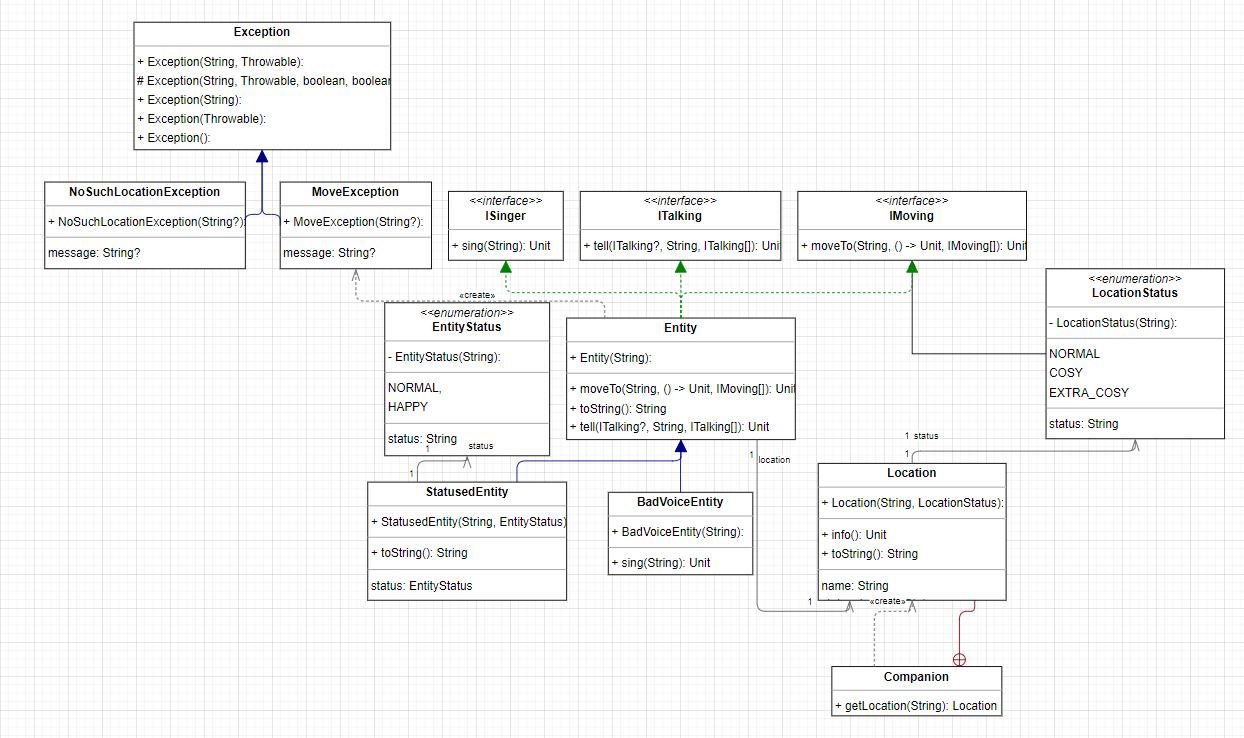 Exception
+ Exception(String, Throwable):
# Exception(String, Throwable, boolean, boolean
+ Exception(String):
+ Exception(Throwable):
+ Exception():
NoSuchLocationException
+ NoSuchLocationException(String?):
message: String?
MoveException
+ MoveException(String?):
message: String?
<<interface>>
ISinger
+ sing(String): Unit
<<interface>>
ITalking
+ tell(ITalking?, String, ITalking[]): Unit
<<interface>>
IMoving
+ moveTo(String, () -> Unit, IMoving[]): Unit
<<enumeration>>
LocationStatus
- LocationStatus(String):
NORMAL
COSY
EXTRA_COSY
status: String
«create»
<<enumeration>>
EntityStatus
- EntityStatus(String):
NORMAL,
HAPPY
status: String
Entity
+ Entity(String):
+ moveTo(String, () -> Unit, IMoving[]): Unit
+ toString(): String
+ tell(ITalking?, String, ITalking[]): Unit
1
status
1
1
location
1 status
1
StatusedEntity
+ StatusedEntity(String, EntityStatus)
+ toString(): String
status: EntityStatus
BadVoiceEntity
+ BadVoiceEntity(String):
+ sing(String): Unit
Location
+ Location(String, LocationStatus):
+ info(): Unit
+ toString(): String
name: String
1
«create»
Companion
+ getLocation(String): Location